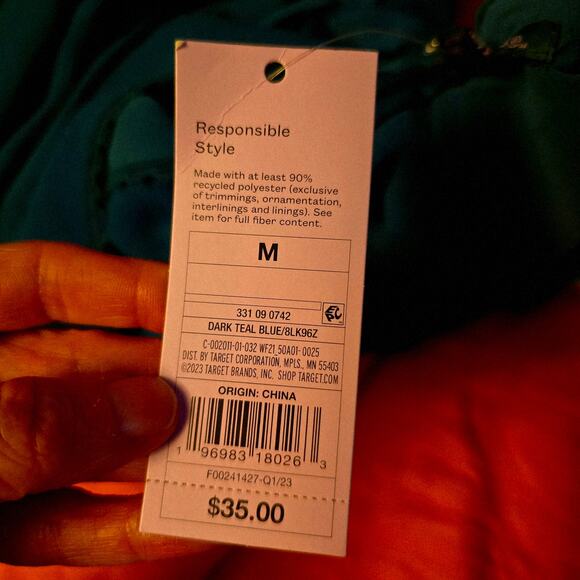 Responsible
Style
Made with at least 90%
recycled polyester (exclusive
of trimmings, ornamentation,
interlinings and linings). See
item for full fiber content.
M
331 09 0742
DARK TEAL BLUE/8LK96Z
C-002011-01-032 WF21_50A01-0025
DIST. BY TARGET CORPORATION, MPLS., MN 55403
©2023 TARGET BRANDS, INC. SHOP TARGET.COM
ORIGIN: CHINA
1 96983 18026 3
F00241427-Q1/23
$35.00